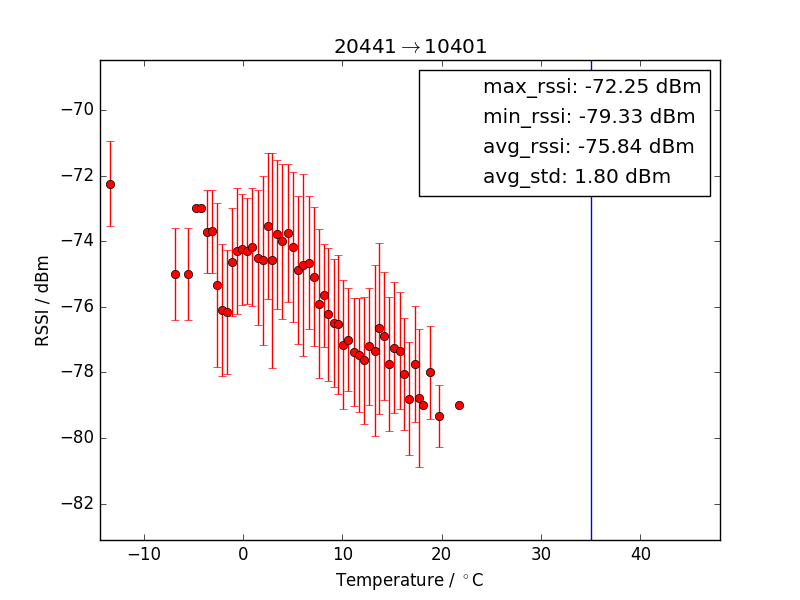 20441→10401
max_rssi: -72.25 dBm
min_rssi: -79.33 dBm
avg_rssi: -75.84 dBm
avg_std: 1.80 dBm
−70
−72
−74
−76
−78
−80
−82
RSSI / dBm
−10 0 10 20 30 40
Temperature / °C